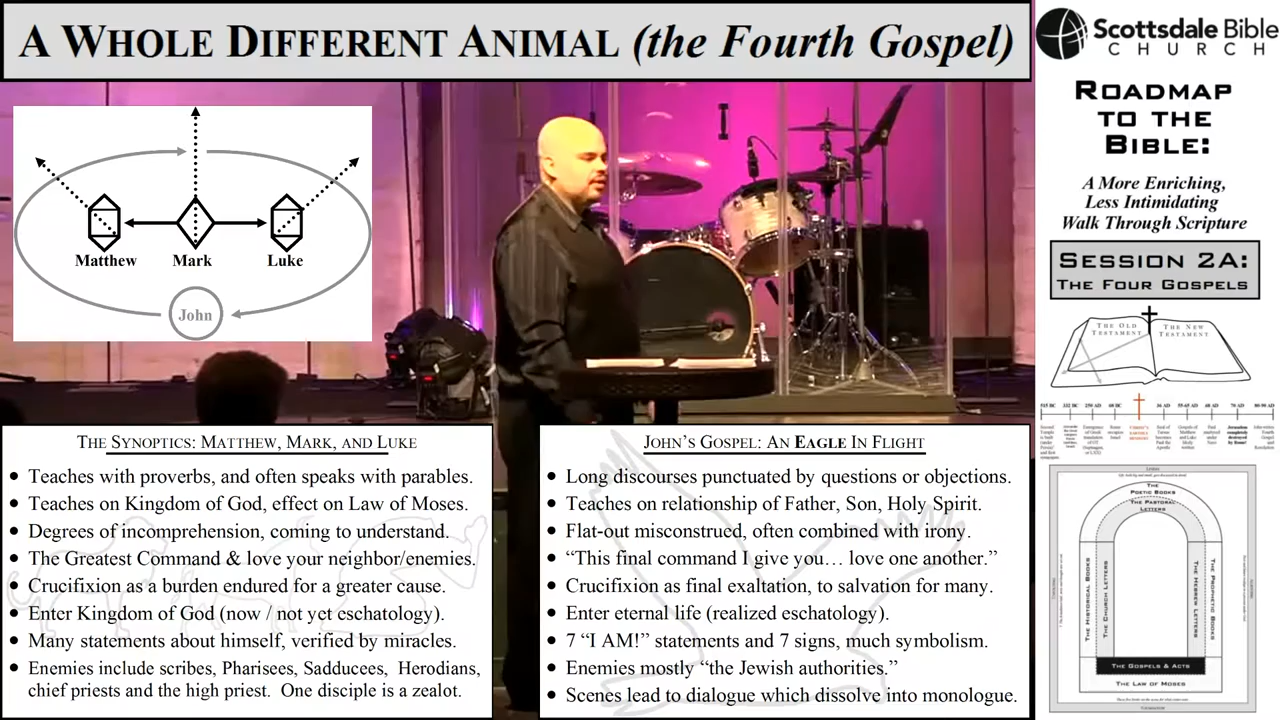 A WHOLE DIFFERENT ANIMAL (the Fourth Gospel)
Matthew
Mark
Luke
John
THE SYNOPTICS: MATTHEW, MARK, AND LUKE
• Teaches with proverbs, and often speaks with parables.
• Teaches on Kingdom of God, effect on Law of Moses.
• Degrees of incomprehension, coming to understand.
• The Greatest Command & love your neighbor/enemies.
• Crucifixion as a burden endured for a greater cause.
• Enter Kingdom of God (now / not yet eschatology).
• Many statements about himself, verified by miracles.
• Enemies include scribes, Pharisees, Sadducees, Herodians,
chief priests and the high priest. One disciple is a zealot.
JOHN'S GOSPEL: AN EAGLE IN FLIGHT
• Long discourses punctuated by questions or objections.
• Teaches on relationship of Father, Son, Holy Spirit.
• Flat-out misconstrued, often combined with irony.
• “This final command I give you… love one another.”
• Crucifixion as final exaltation, to salvation for many.
• Enter eternal life (realized eschatology).
• 7 “I AM!” statements and 7 signs, much symbolism.
• Enemies mostly “the Jewish authorities.”
• Scenes lead to dialogue which dissolve into monologue.
Scottsdale Bible
CHURCH
ROADMAP
TO THE
BIBLE:
A More Enriching,
Less Intimidating
Walk Through Scripture
SESSION 2A:
THE FOUR GOSPELS
THE OLD
TESTAMENT
THE NEW
TESTAMENT
THE
POETIC BOOKS
THE PASTORAL
LETTERS
THE HISTORICAL BOOKS
THE CHURCH LETTERS
THE HEBREW LETTERS
THE PROPHETIC BOOKS
THE GOSPELS & ACTS
THE LAW OF MOSES